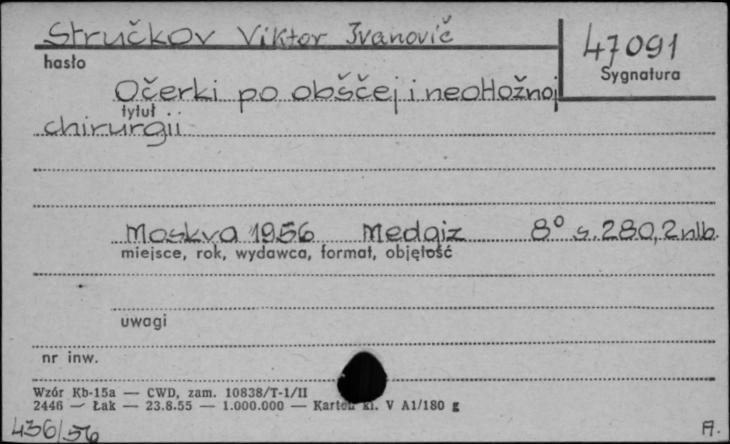 Stručkov Viktor Ivanovič
47091
hasło
Sygnatura
Očerki po obščej i neotłožnoj
tytuł
chirurgii
Moskva 1956 Medgiz 8° s. 280, 2 nlb.
miejsce, rok, wydawca, format, objętość
uwagi
nr inw.
Wzór Kb-15a — CWD, zam. 10838/T-1/II
2446 — Łak — 23.8.55 — 1.000.000 — Karton kl. V A1/180 g
436/56
A.